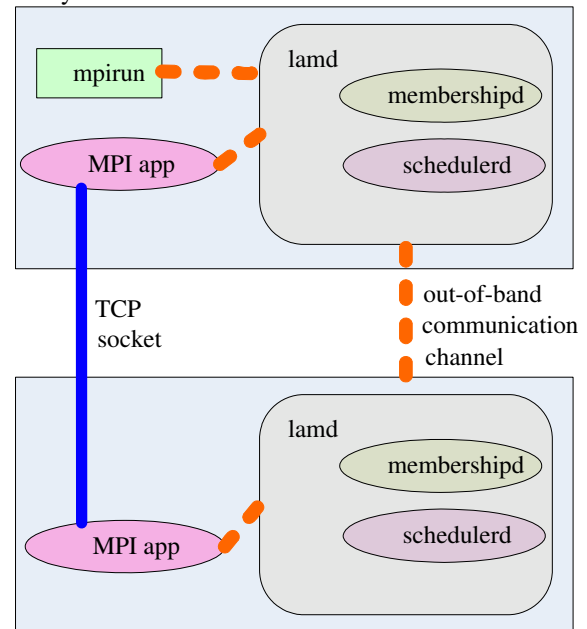 lamd
mpirun
membershipd
MPI app
schedulerd
TCP
socket
out-of-band
communication
channel
lamd
membershipd
schedulerd
MPI app